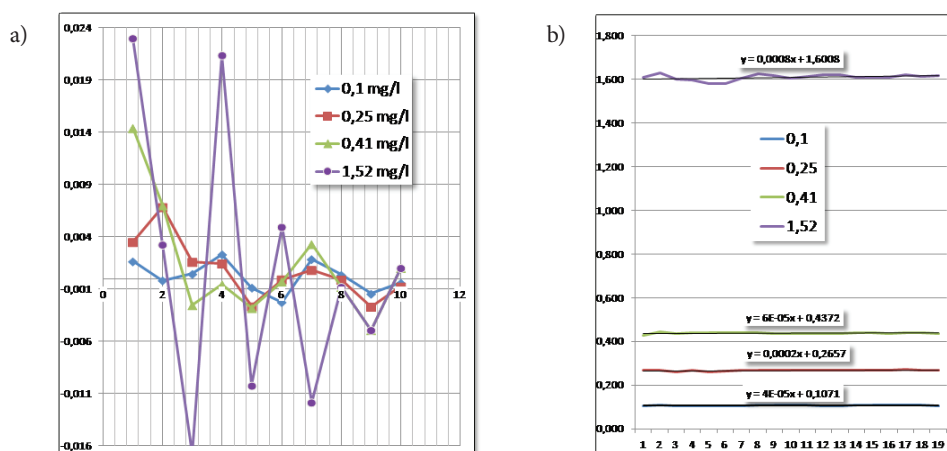 a)
0,024
0,019
0,014
0,009
0,004
-0,001
-0,006
-0,011
-0,016
0 2 4 6 8 10 12
0,1 mg/l
0,25 mg/l
0,41 mg/l
1,52 mg/l
b)
1,800
1,600
1,400
1,200
1,000
0,800
0,600
0,400
0,200
0,000
y = 0,0008x + 1,6008
0,1
0,25
0,41
1,52
y = 6E-05x + 0,4372
y = 0,0002x + 0,2657
y = 4E-05x + 0,1071
1 2 3 4 5 6 7 8 9 10 11 12 13 14 15 16 17 18 19